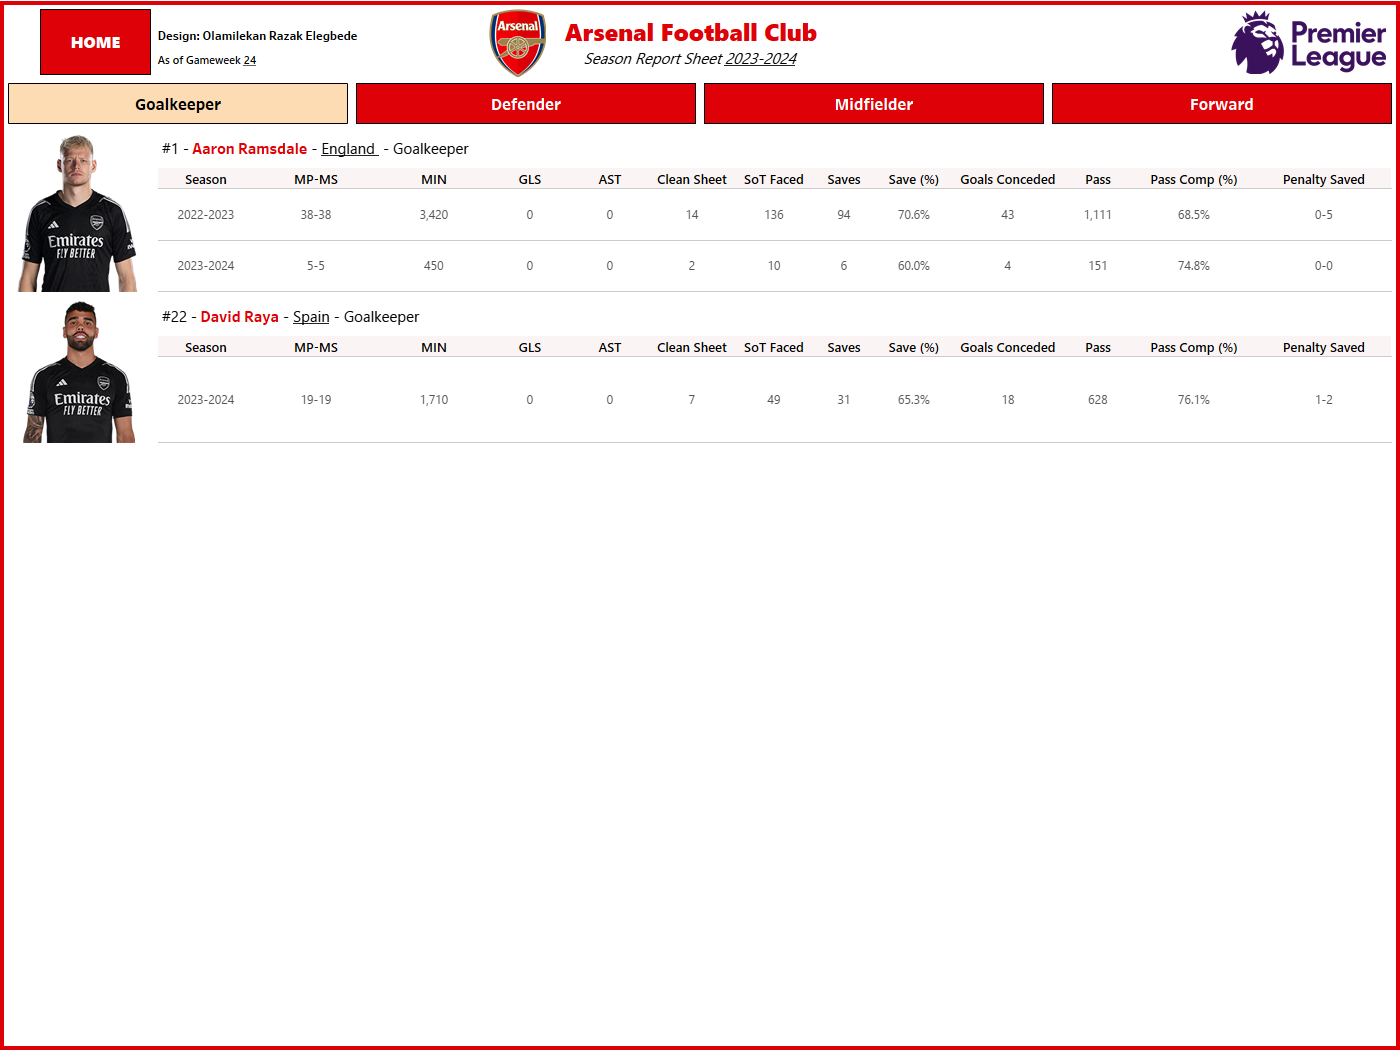 HOME
Design: Olamilekan Razak Elegbede
As of Gameweek 24
Arsenal
Arsenal Football Club
Season Report Sheet 2023-2024
Premier
League
Goalkeeper Defender Midfielder Forward
#1 - Aaron Ramsdale - England - Goalkeeper
Season MP-MS MIN GLS AST Clean Sheet SoT Faced Saves Save (%) Goals Conceded Pass Pass Comp (%) Penalty Saved
2022-2023 38-38 3,420 0 0 14 136 94 70.6% 43 1,111 68.5% 0-5
2023-2024 5-5 450 0 0 2 10 6 60.0% 4 151 74.8% 0-0
Emirates
FLY BETTER
#22 - David Raya - Spain - Goalkeeper
Season MP-MS MIN GLS AST Clean Sheet SoT Faced Saves Save (%) Goals Conceded Pass Pass Comp (%) Penalty Saved
2023-2024 19-19 1,710 0 0 7 49 31 65.3% 18 628 76.1% 1-2
Emirates
FLY BETTER